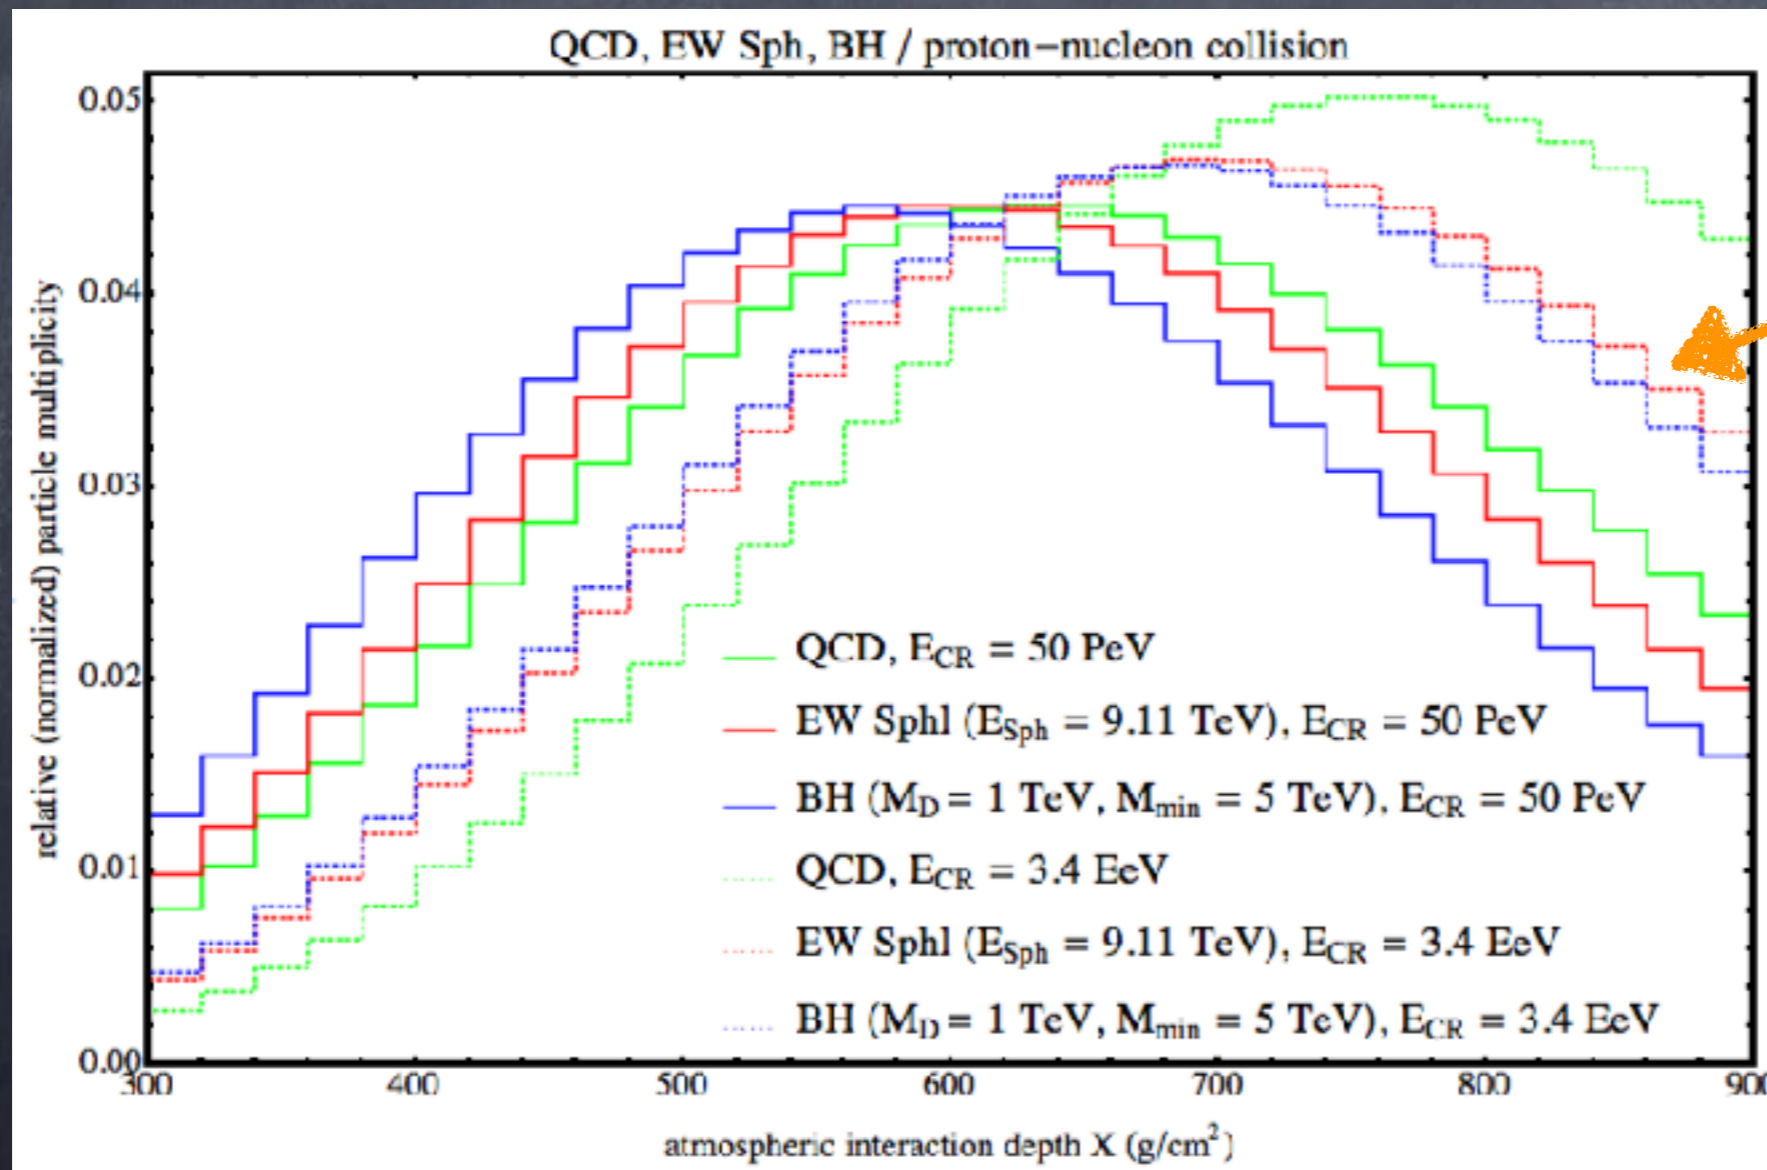 QCD, EW Sph, BH / proton−nucleon collision
relative (normalized) particle multiplicity
0.05
0.04
0.03
0.02
0.01
0.00
QCD, E_CR = 50 PeV
EW Sphl (E_Sph = 9.11 TeV), E_CR = 50 PeV
BH (M_D = 1 TeV, M_min = 5 TeV), E_CR = 50 PeV
QCD, E_CR = 3.4 EeV
EW Sphl (E_Sph = 9.11 TeV), E_CR = 3.4 EeV
BH (M_D = 1 TeV, M_min = 5 TeV), E_CR = 3.4 EeV
300 400 500 600 700 800 900
atmospheric interaction depth X (g/cm²)